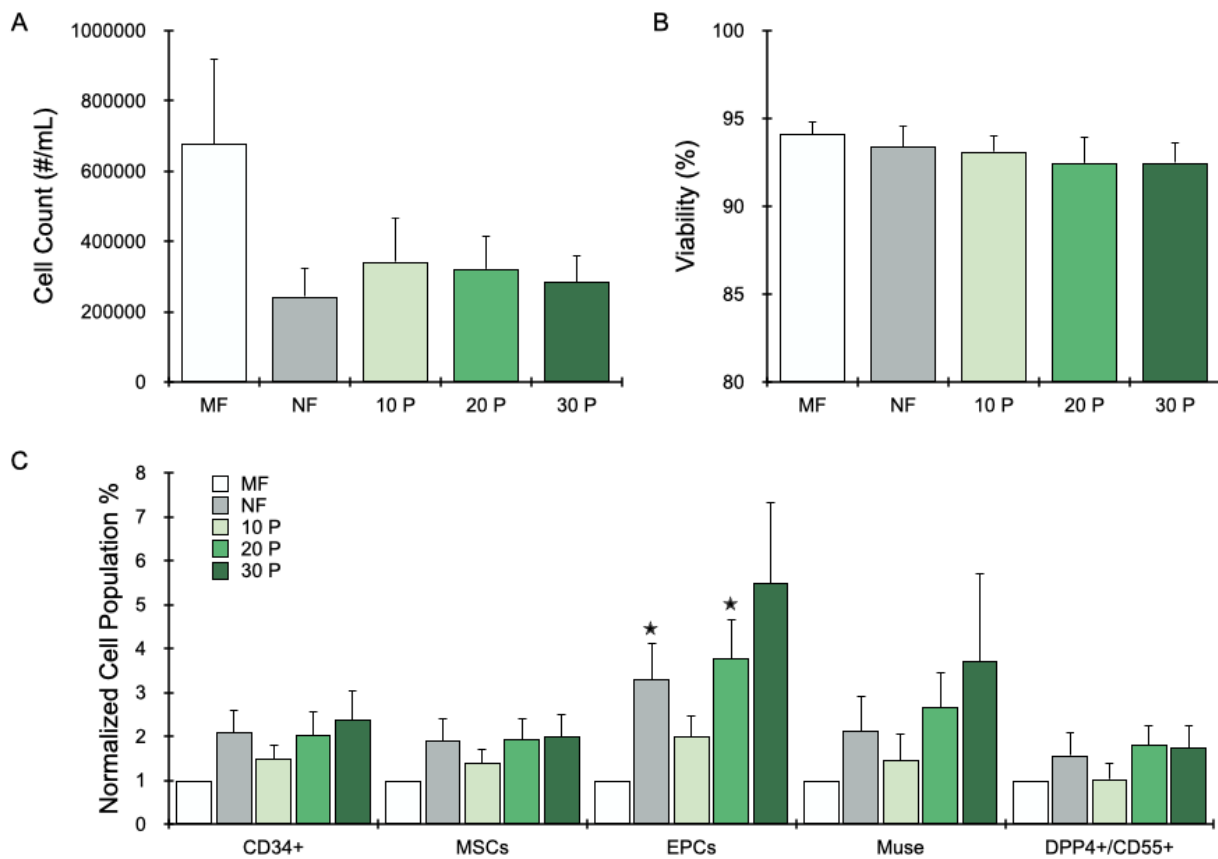 A
Cell Count (#/mL)
1000000
800000
600000
400000
200000
0
MF NF 10 P 20 P 30 P
B
Viability (%)
100
95
90
85
80
MF NF 10 P 20 P 30 P
C
Normalized Cell Population %
8
7
6
5
4
3
2
1
0
MF
NF
10 P
20 P
30 P
★ ★
CD34+ MSCs EPCs Muse DPP4+/CD55+